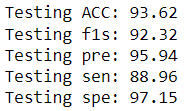 Testing ACC: 93.62
Testing f1s: 92.32
Testing pre: 95.94
Testing sen: 88.96
Testing spe: 97.15